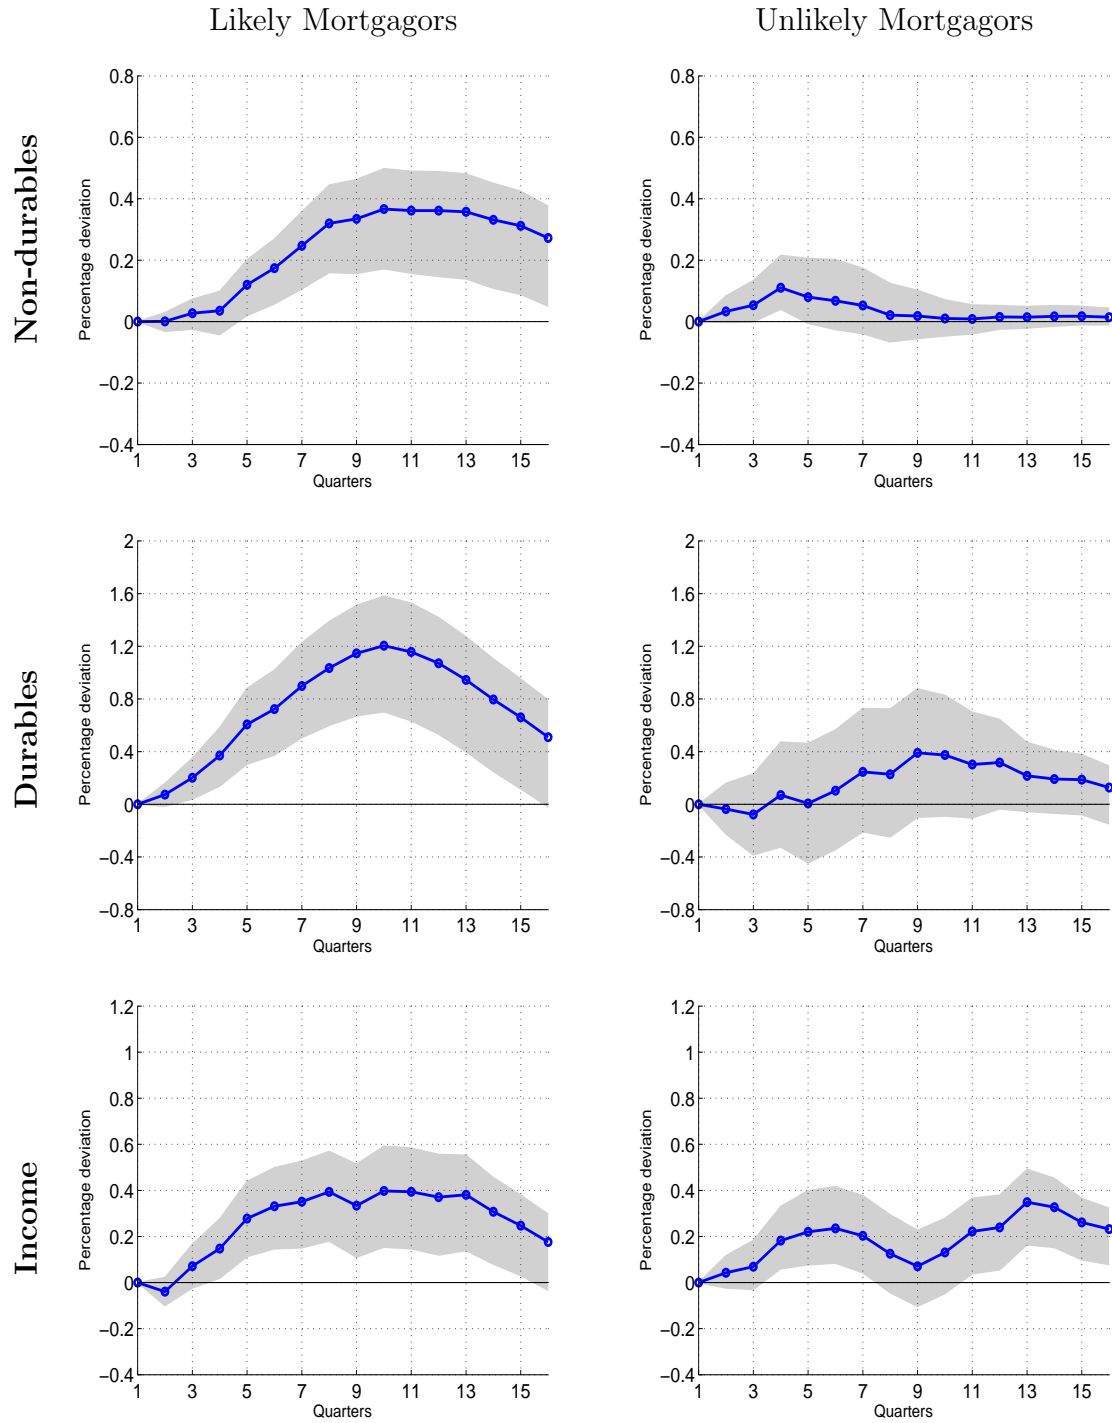 Likely Mortgagors
Unlikely Mortgagors
Non-durables
Percentage deviation
0.8
0.6
0.4
0.2
0
−0.2
−0.4
1 3 5 7 9 11 13 15
Quarters
Percentage deviation
0.8
0.6
0.4
0.2
0
−0.2
−0.4
1 3 5 7 9 11 13 15
Quarters
Durables
Percentage deviation
2
1.6
1.2
0.8
0.4
0
−0.4
−0.8
1 3 5 7 9 11 13 15
Quarters
Percentage deviation
2
1.6
1.2
0.8
0.4
0
−0.4
−0.8
1 3 5 7 9 11 13 15
Quarters
Income
Percentage deviation
1.2
1
0.8
0.6
0.4
0.2
0
−0.2
−0.4
1 3 5 7 9 11 13 15
Quarters
Percentage deviation
1.2
1
0.8
0.6
0.4
0.2
0
−0.2
−0.4
1 3 5 7 9 11 13 15
Quarters